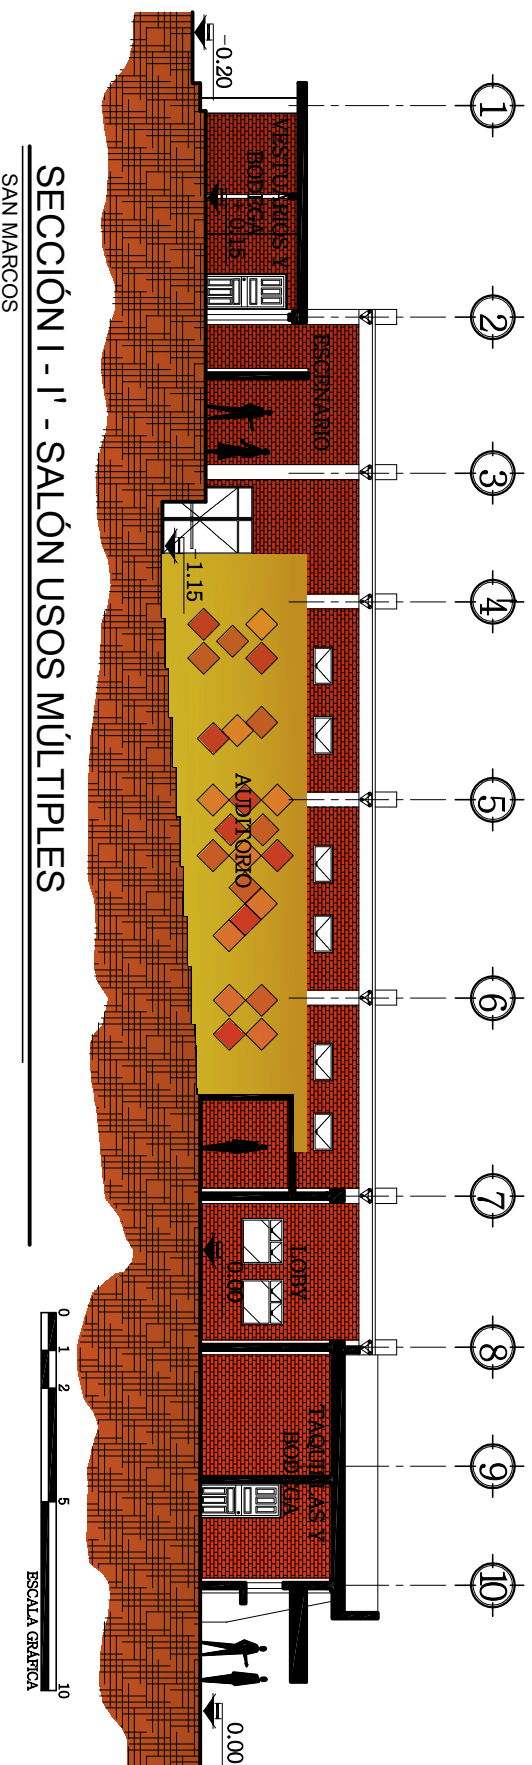 1
2
3
4
5
6
7
8
9
10
-0.20
VESTUARIOS Y
BODEGA
+ 0.15
ESCENARIO
-1.15
AUDITORIO
LOBY
0.00
TAQUILLAS Y
BODEGA
0.00
SECCIÓN I - I' - SALÓN USOS MÚLTIPLES
SAN MARCOS
0 1 2 5 10
ESCALA GRÁFICA